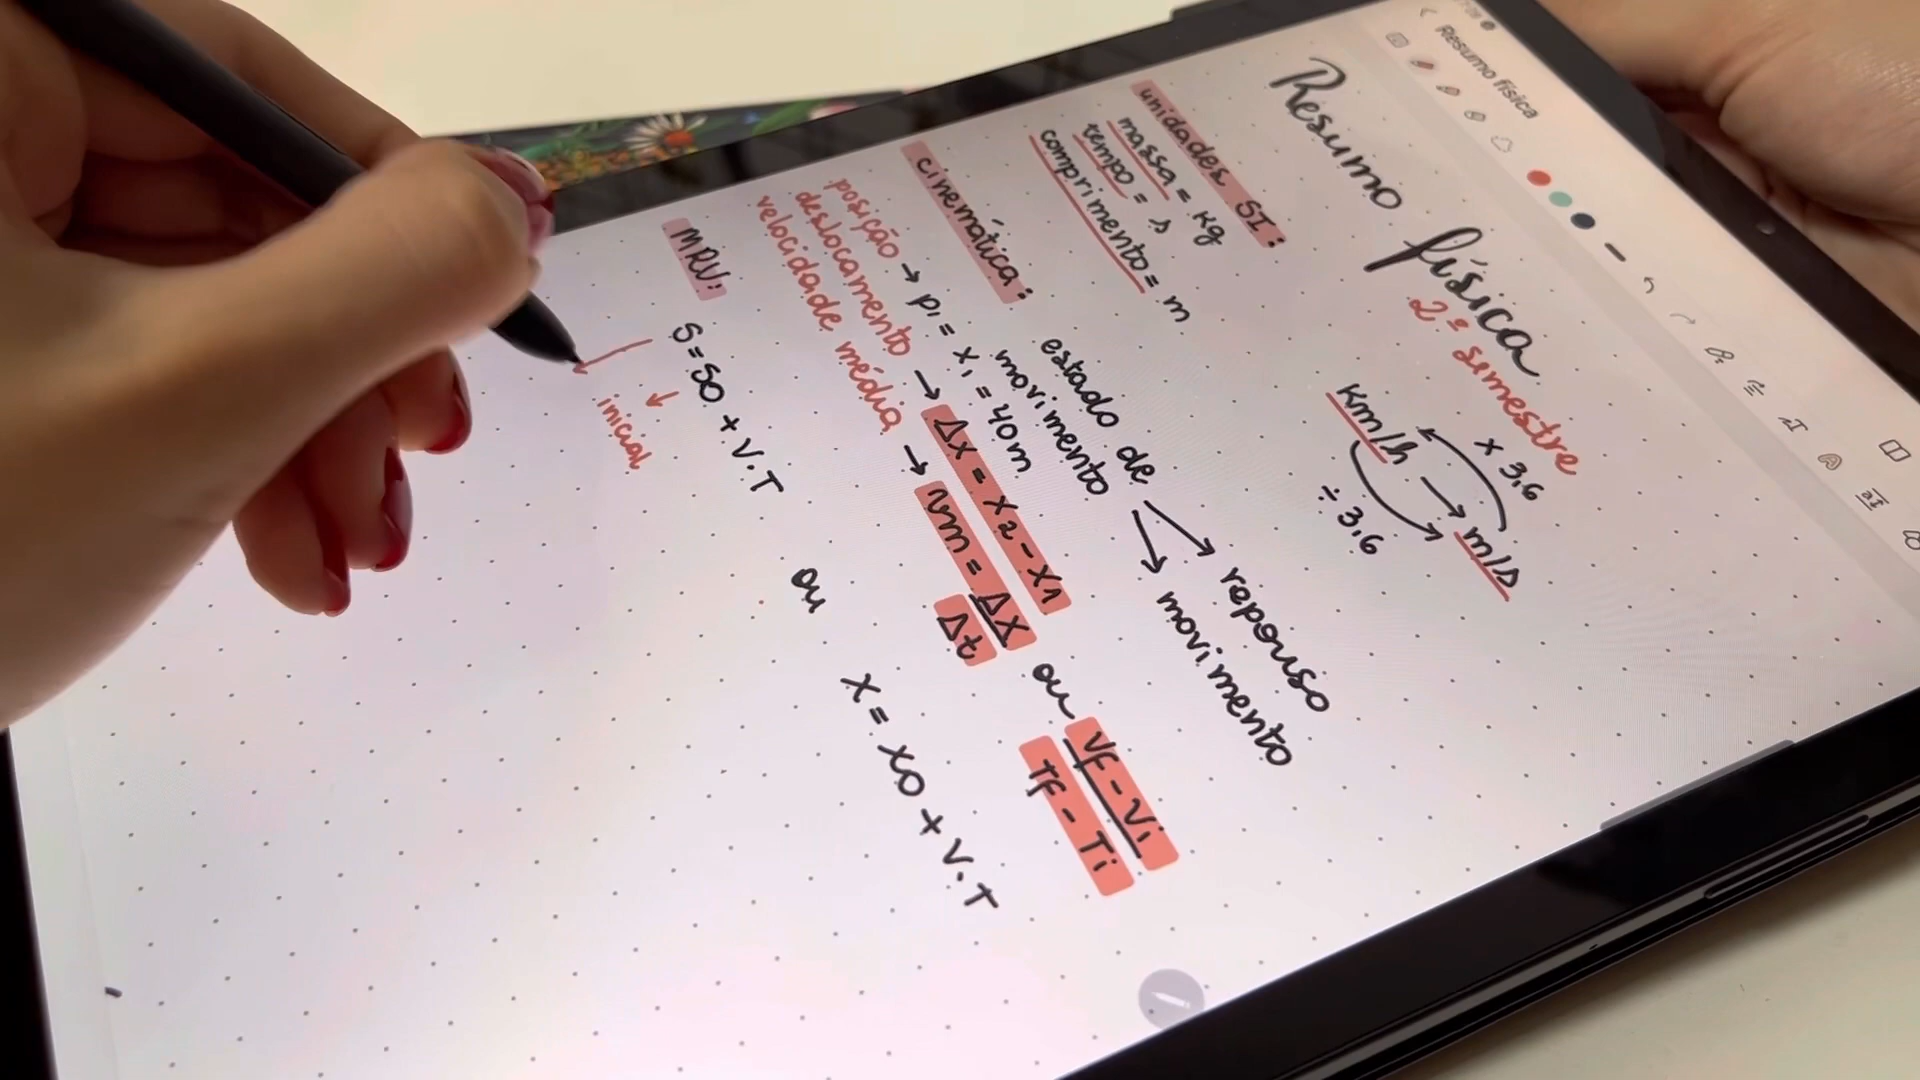 Resumo física
Resumo física
2º semestre
unidades SI:
massa = kg
tempo = s
comprimento = m
x 3,6
km/h → m/s
÷ 3,6
cinemática:
estado de movimento → repouso
→ movimento
posição → p₁ = x₁ = 40m
deslocamento → Δx = x₂ - x₁
velocidade média → vm = Δx ou Vf - Vi
Δt Tf - Ti
MRU:
S = S0 + V.T ou X = X0 + V.T
inicial